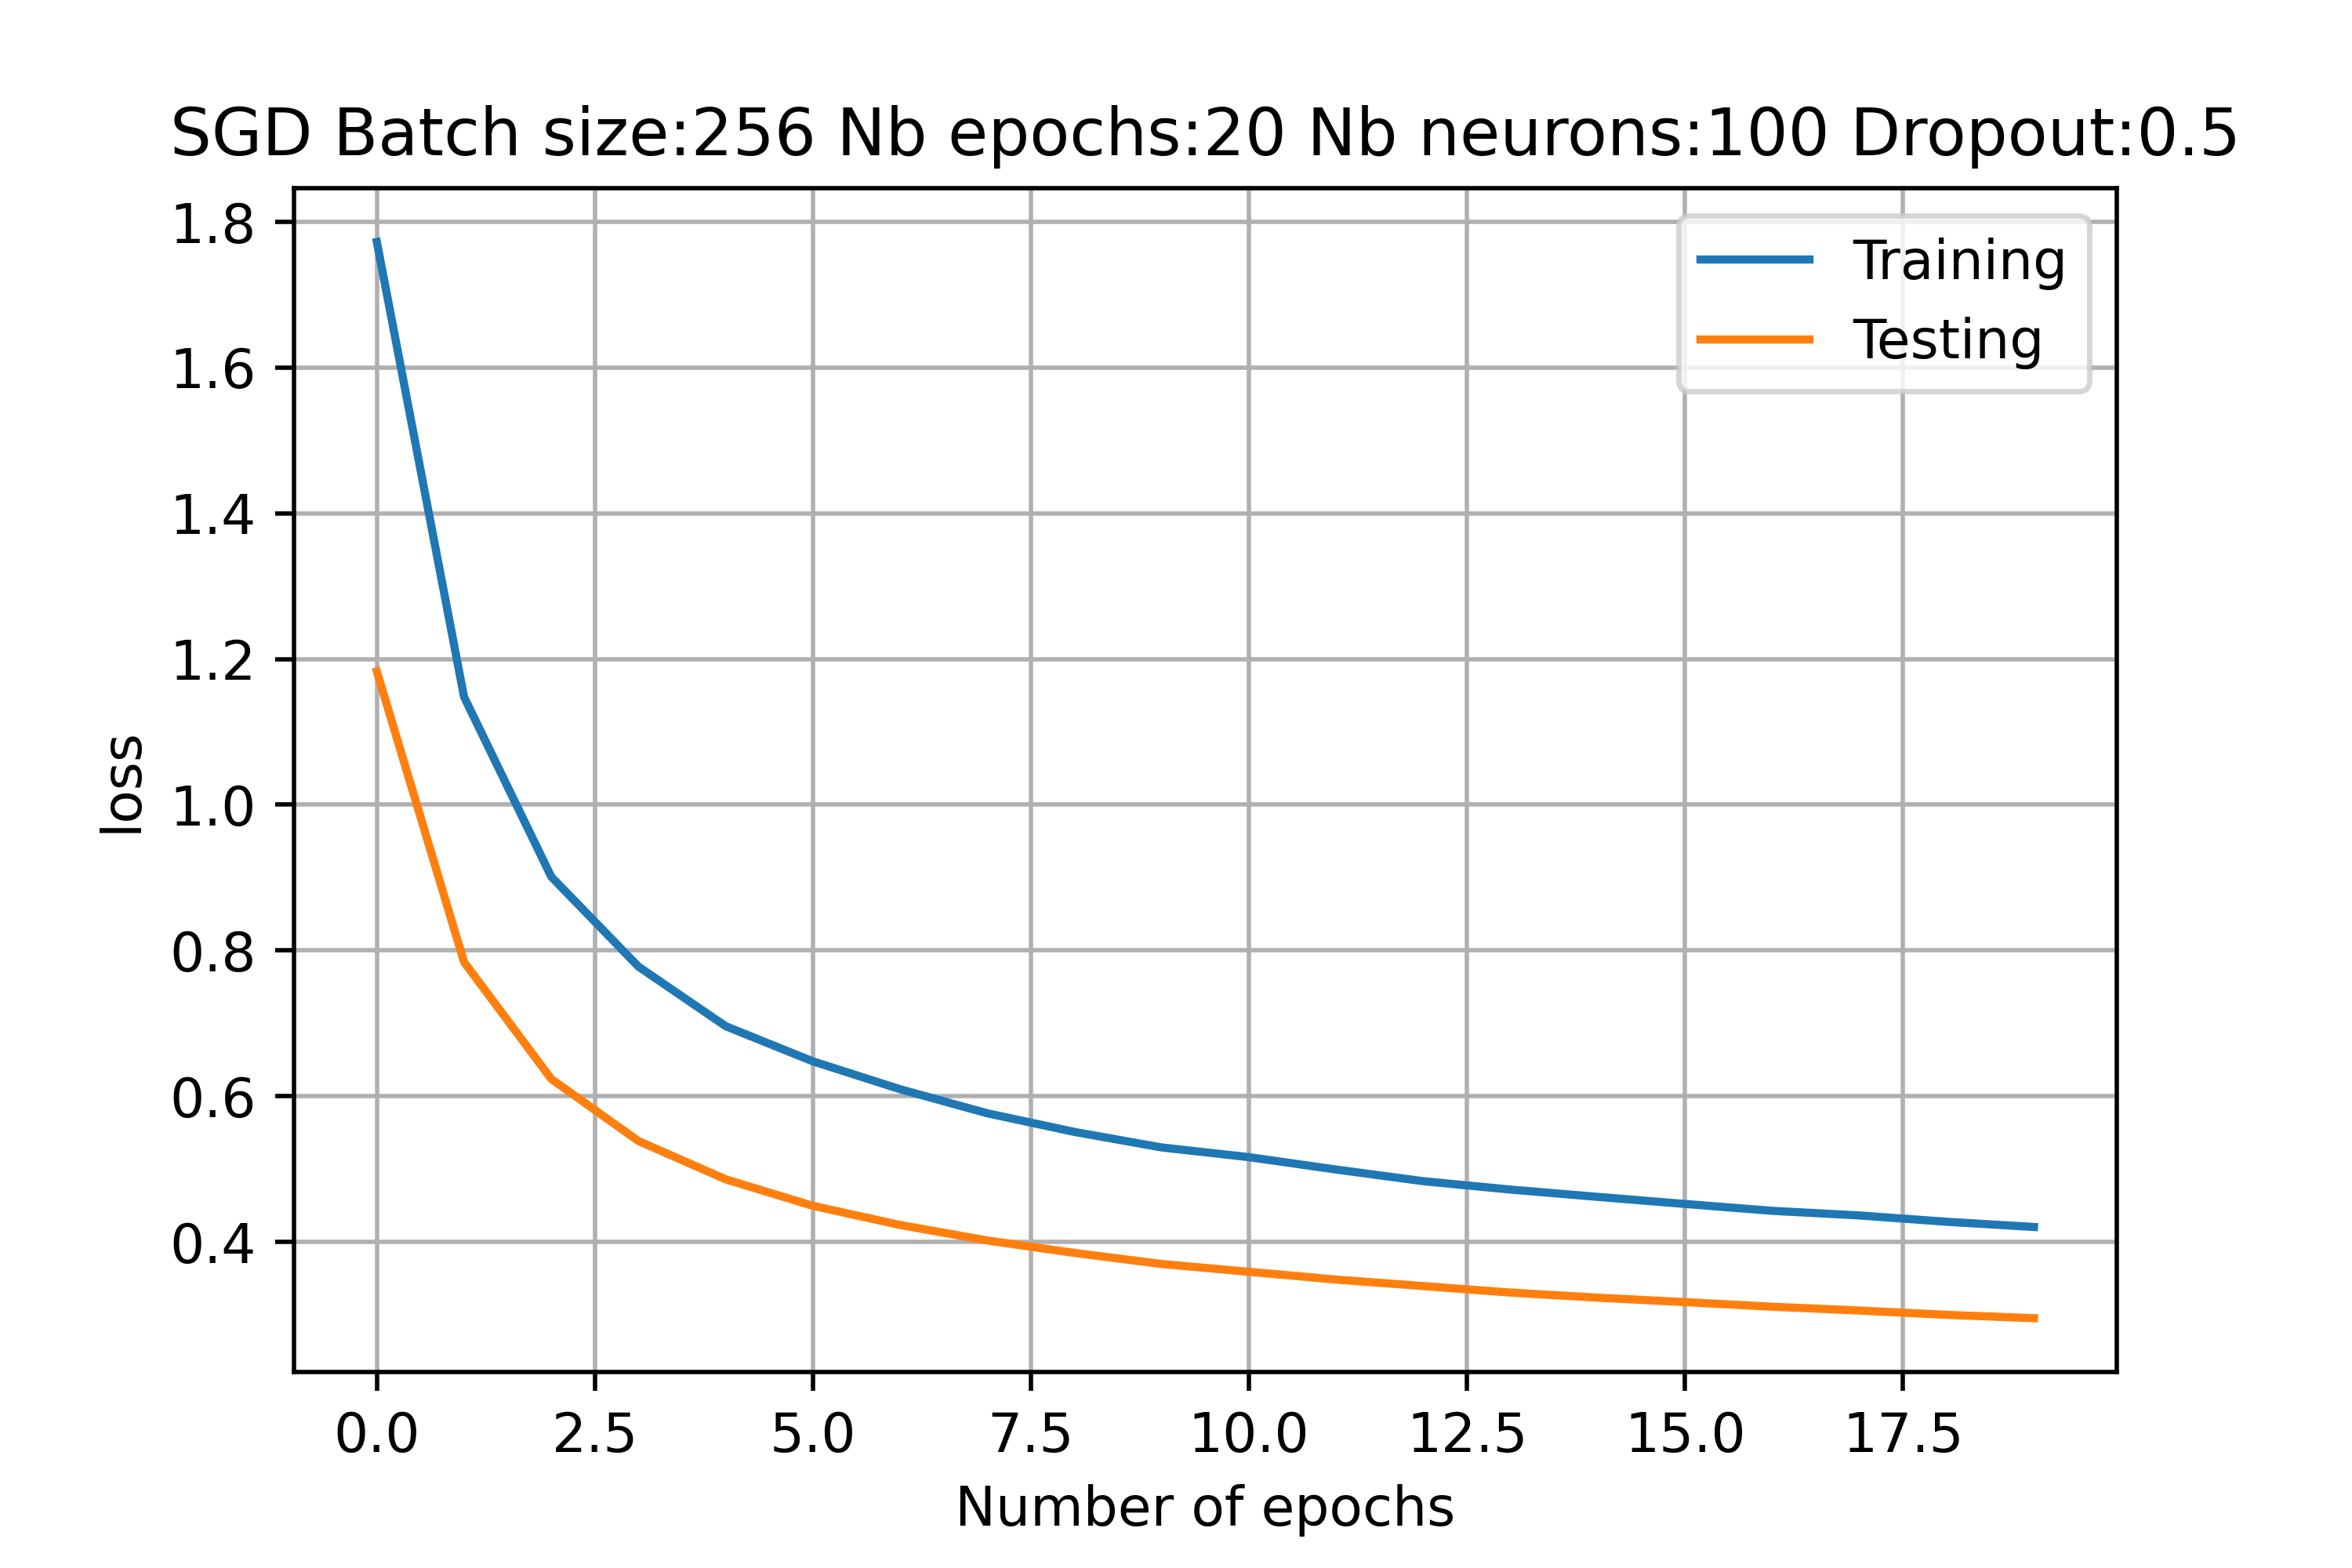 SGD Batch size:256 Nb epochs:20 Nb neurons:100 Dropout:0.5
Training
Testing
1.8
1.6
1.4
1.2
1.0
0.8
0.6
0.4
loss
0.0 2.5 5.0 7.5 10.0 12.5 15.0 17.5
Number of epochs